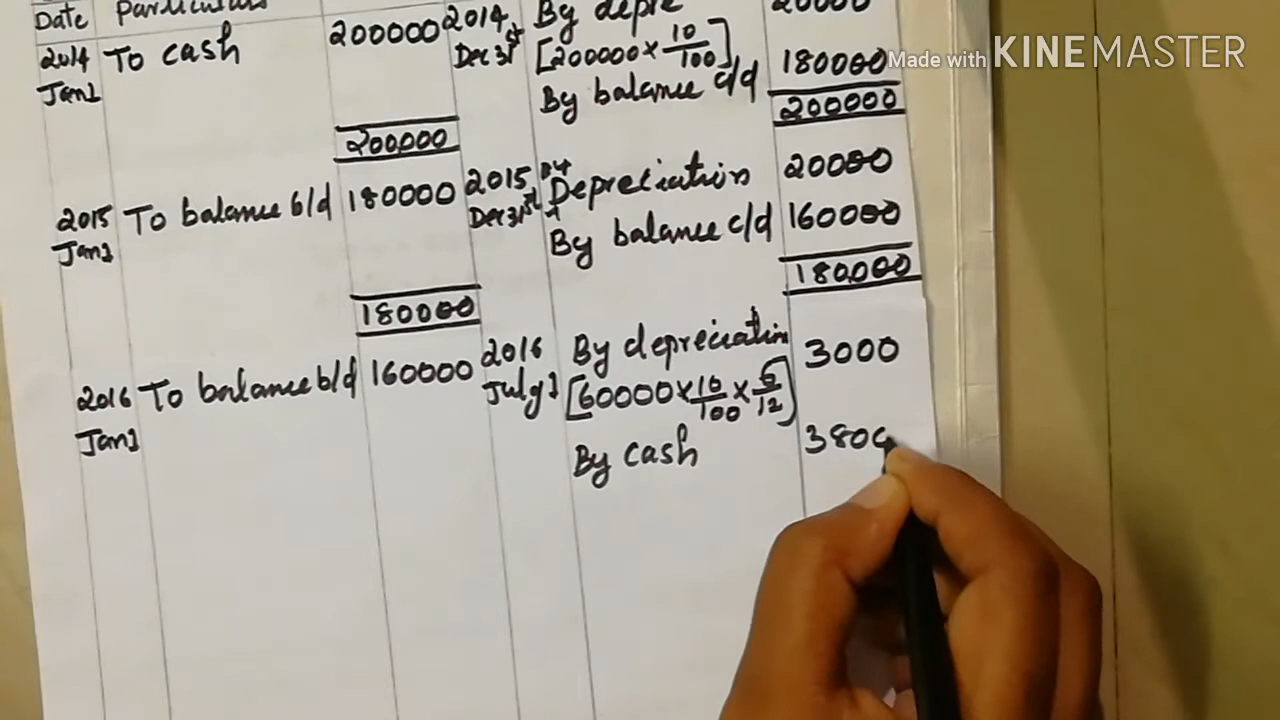 Date Particulars
2014 To cash 200000 2014 By depre 20000
Jan1 Dec 31st [200000 × 10/100]
By balance c/d 180000
200000 200000
2015 To balance b/d 180000 2015 By Depreciation 20000
Jan1 Dec 31st By balance c/d 160000
180000 180000
2016 To balance b/d 160000 2016 By depreciation 3000
Jan1 July 1 [60000 × 10/100 × 6/12]
By cash 380
Made with KINEMASTER